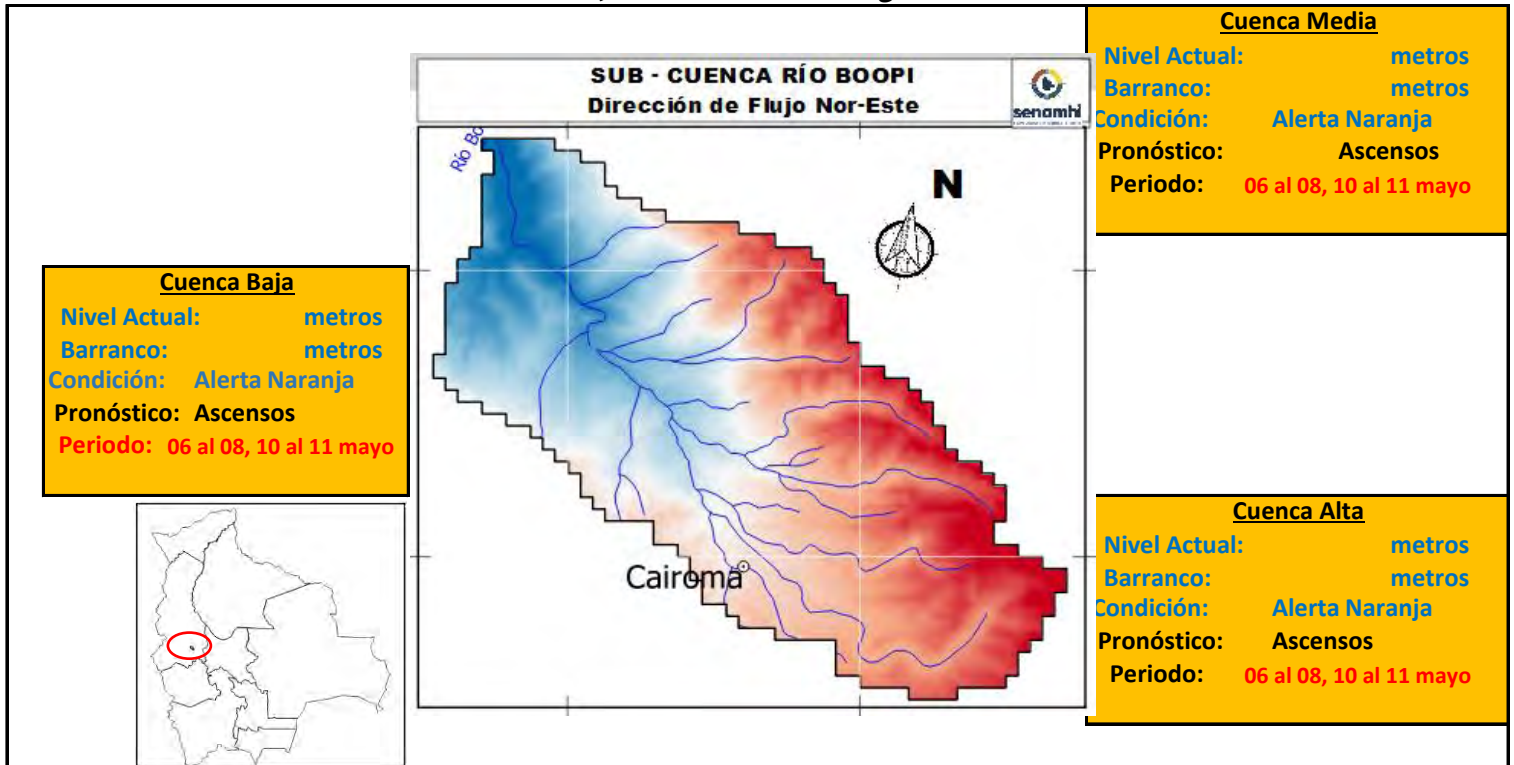 Cuenca Media
Nivel Actual: metros
Barranco: metros
Condición: Alerta Naranja
Pronóstico: Ascensos
Periodo: 06 al 08, 10 al 11 mayo
SUB - CUENCA RÍO BOOPI
Dirección de Flujo Nor-Este
senamhi
Río Bo
N
Cuenca Baja
Nivel Actual: metros
Barranco: metros
Condición: Alerta Naranja
Pronóstico: Ascensos
Periodo: 06 al 08, 10 al 11 mayo
Cairoma
Cuenca Alta
Nivel Actual: metros
Barranco: metros
Condición: Alerta Naranja
Pronóstico: Ascensos
Periodo: 06 al 08, 10 al 11 mayo